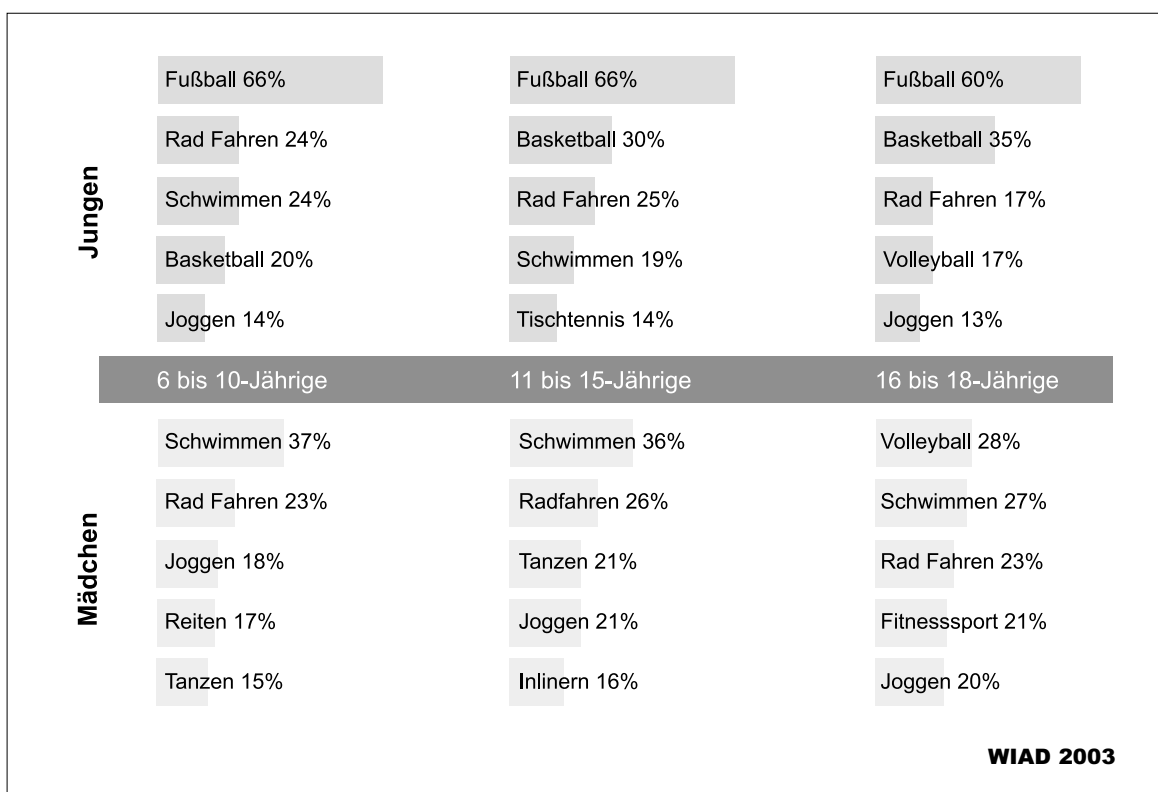 Jungen
Fußball 66%
Fußball 66%
Fußball 60%
Rad Fahren 24%
Basketball 30%
Basketball 35%
Schwimmen 24%
Rad Fahren 25%
Rad Fahren 17%
Basketball 20%
Schwimmen 19%
Volleyball 17%
Joggen 14%
Tischtennis 14%
Joggen 13%
6 bis 10-Jährige
11 bis 15-Jährige
16 bis 18-Jährige
Mädchen
Schwimmen 37%
Schwimmen 36%
Volleyball 28%
Rad Fahren 23%
Radfahren 26%
Schwimmen 27%
Joggen 18%
Tanzen 21%
Rad Fahren 23%
Reiten 17%
Joggen 21%
Fitnesssport 21%
Tanzen 15%
Inlinern 16%
Joggen 20%
WIAD 2003